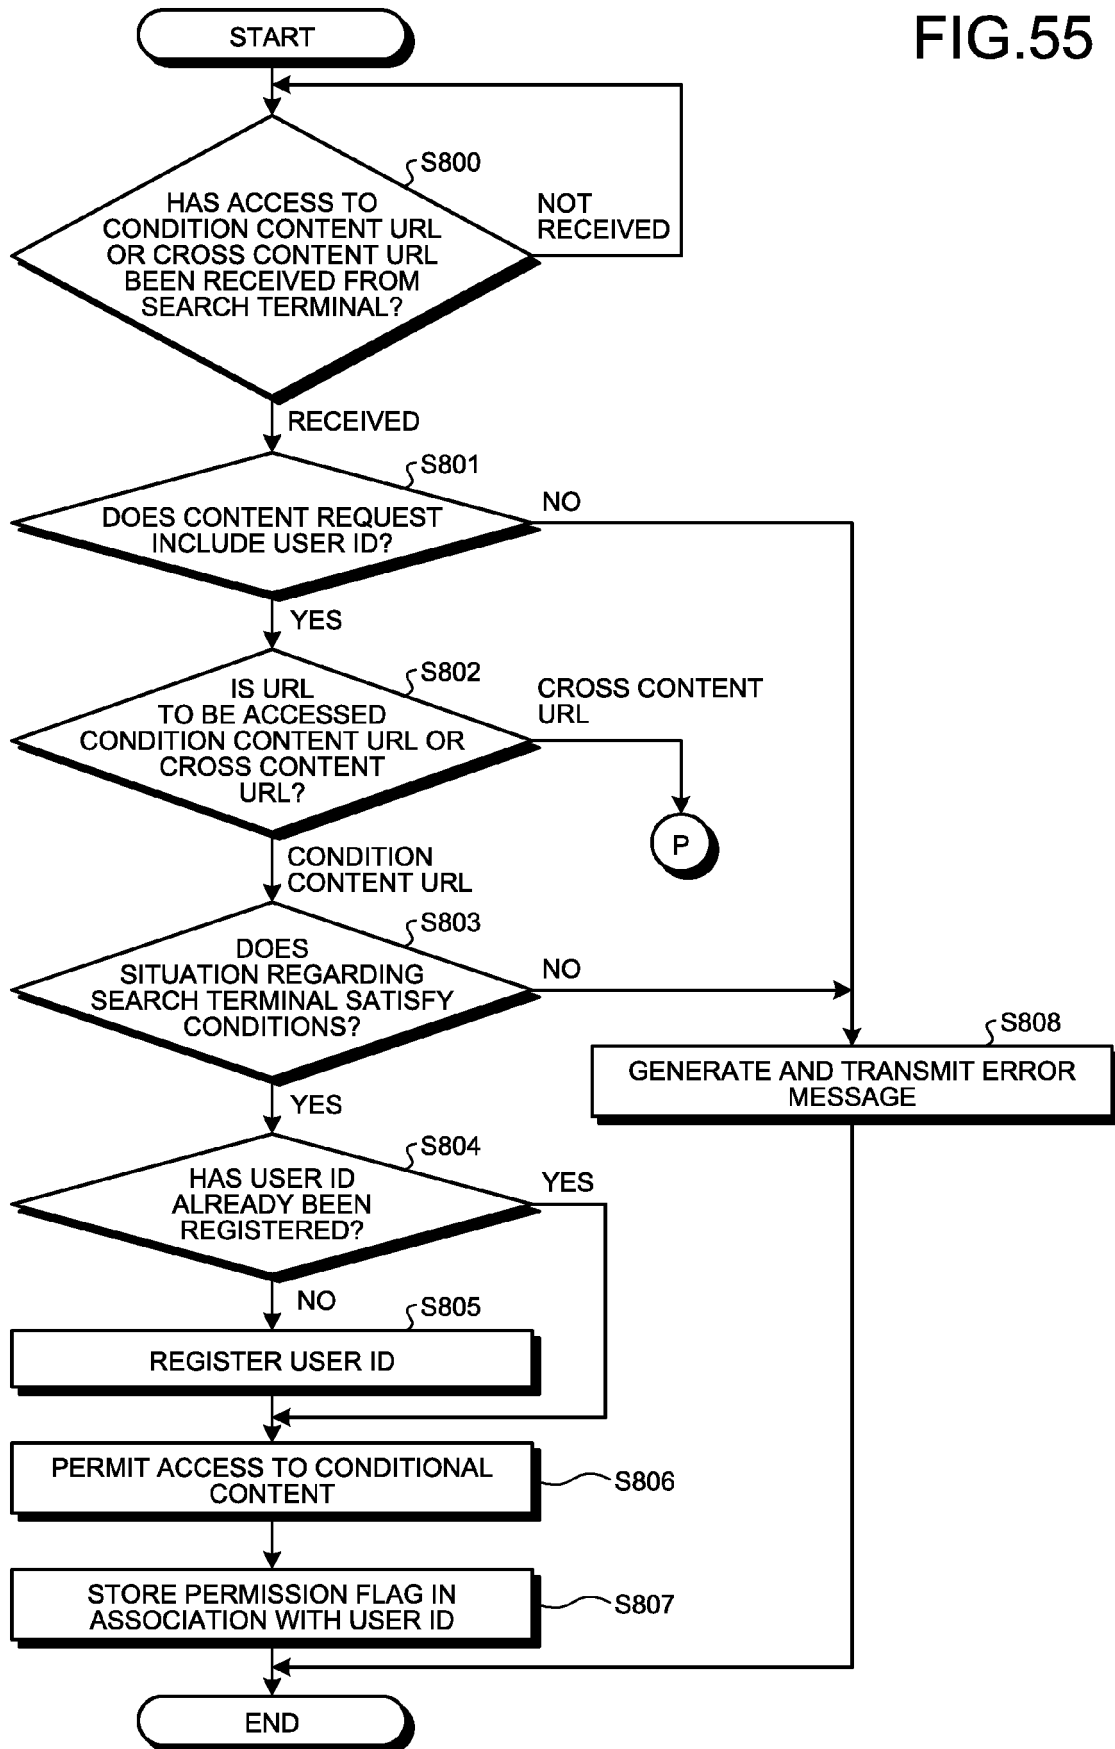 FIG.55
START
S800
HAS ACCESS TO
CONDITION CONTENT URL
OR CROSS CONTENT URL
BEEN RECEIVED FROM
SEARCH TERMINAL?
NOT
RECEIVED
RECEIVED
S801
DOES CONTENT REQUEST
INCLUDE USER ID?
NO
YES
S802
IS URL
TO BE ACCESSED
CONDITION CONTENT URL OR
CROSS CONTENT
URL?
CROSS CONTENT
URL
P
CONDITION
CONTENT URL
S803
DOES
SITUATION REGARDING
SEARCH TERMINAL SATISFY
CONDITIONS?
NO
S808
GENERATE AND TRANSMIT ERROR
MESSAGE
YES
S804
HAS USER ID
ALREADY BEEN
REGISTERED?
YES
NO
S805
REGISTER USER ID
PERMIT ACCESS TO CONDITIONAL
CONTENT
S806
STORE PERMISSION FLAG IN
ASSOCIATION WITH USER ID
S807
END